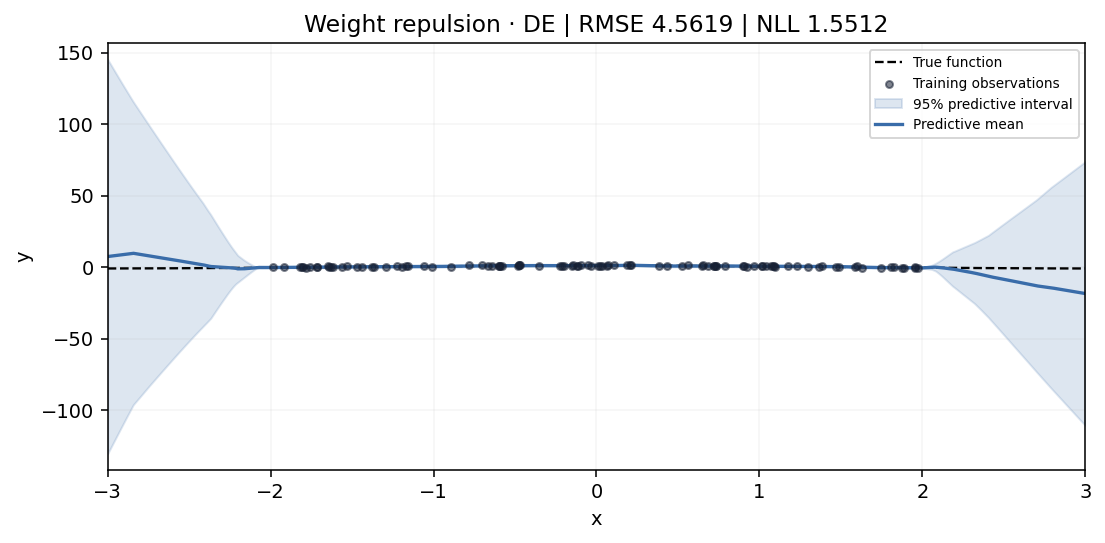 Weight repulsion · DE | RMSE 4.5619 | NLL 1.5512
True function
Training observations
95% predictive interval
Predictive mean
150
100
50
0
−50
−100
y
−3
−2
−1
0
1
2
3
x